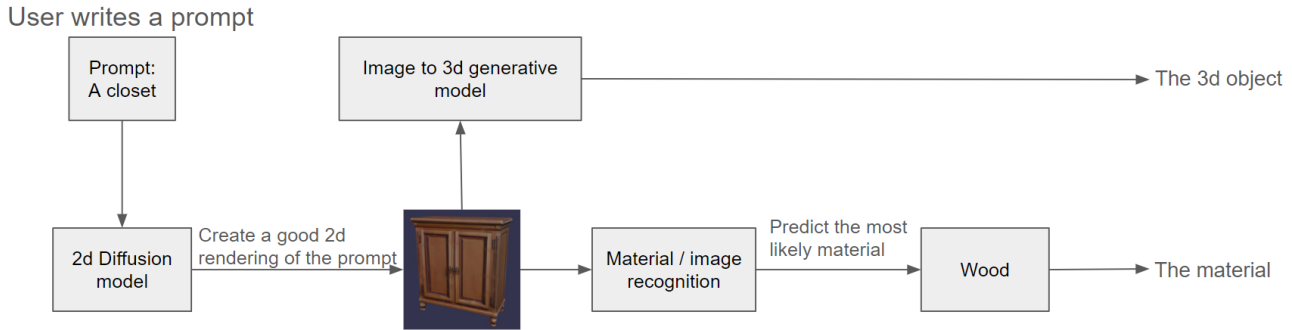 User writes a prompt
Prompt:
A closet
Image to 3d generative
model
The 3d object
2d Diffusion
model
Create a good 2d
rendering of the prompt
Material / image
recognition
Predict the most
likely material
Wood
The material